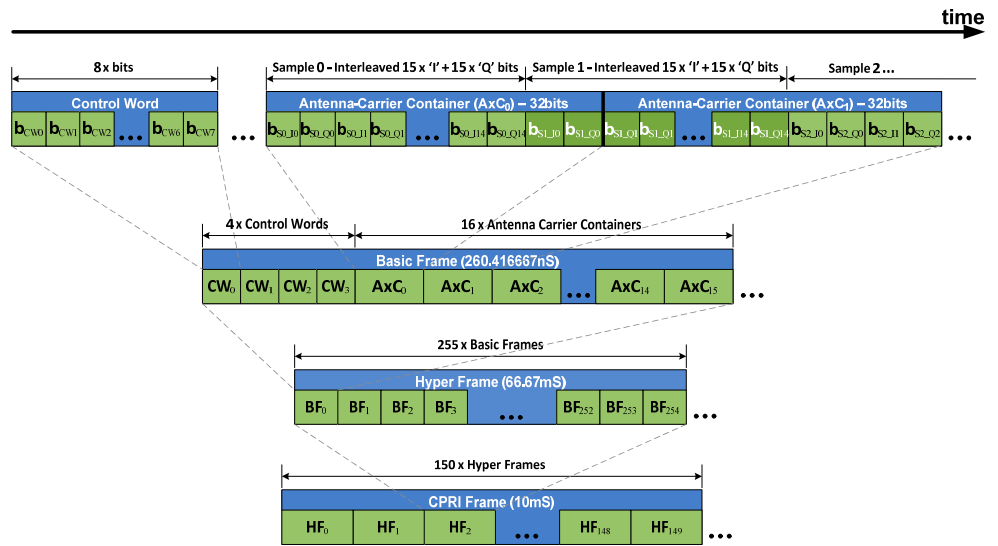 time
8 x bits
Sample 0 – Interleaved 15 x ‘I’ + 15 x ‘Q’ bits
Sample 1 – Interleaved 15 x ‘I’ + 15 x ‘Q’ bits
Sample 2 ...
Control Word
Antenna-Carrier Container (AxC0) – 32bits
Antenna-Carrier Container (AxC1) – 32bits
bCW0 bCW1 bCW2 ... bCW6 bCW7 ... bS0_I0 bS0_Q0 bS0_I1 bS0_Q1 ... bS0_I14 bS0_Q14 bS1_I0 bS1_Q0 bS1_Q1 bS1_Q1 ... bS1_I14 bS1_Q14 bS2_I0 bS2_Q0 bS2_I1 bS2_Q2 ...
4 x Control Words
16 x Antenna Carrier Containers
Basic Frame (260.416667nS)
CW0 CW1 CW2 CW3 AxC0 AxC1 AxC2 ... AxC14 AxC15 ...
255 x Basic Frames
Hyper Frame (66.67mS)
BF0 BF1 BF2 BF3 ... BF252 BF253 BF254 ...
150 x Hyper Frames
CPRI Frame (10mS)
HF0 HF1 HF2 ... HF148 HF149 ...